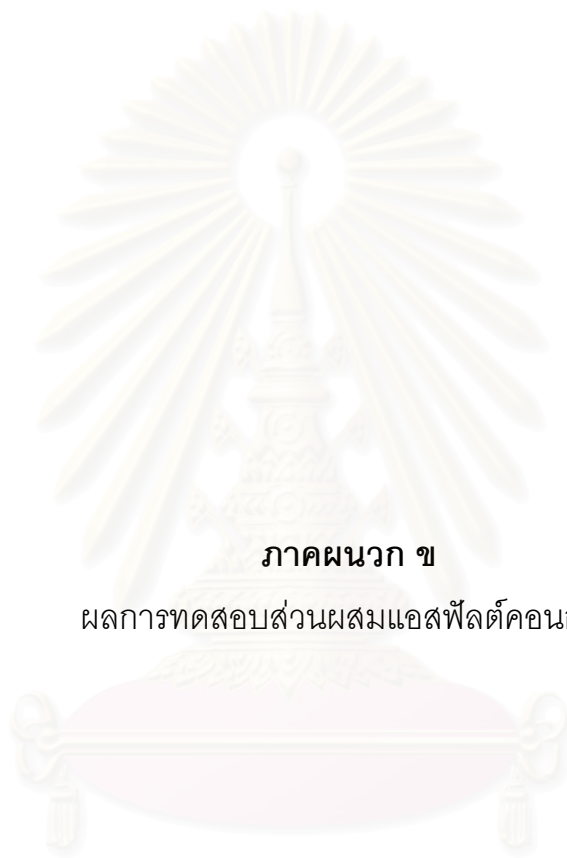 ภาคผนวก ข
ผลการทดสอบส่วนผสมแอสฟัลต์คอน